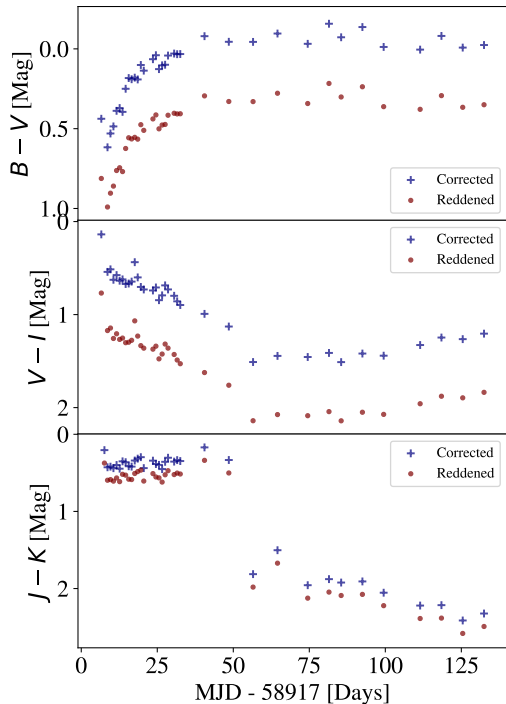 0.0
0.5
1.0
B − V [Mag]
Corrected
Reddened
0
1
2
V − I [Mag]
Corrected
Reddened
0
1
2
J − K [Mag]
Corrected
Reddened
0 25 50 75 100 125
MJD - 58917 [Days]